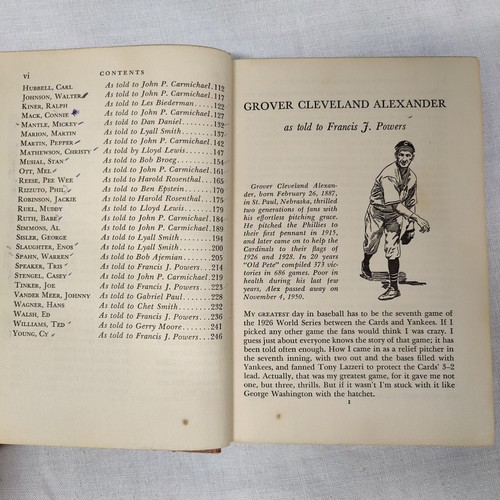 vi CONTENTS
Hubbell, Carl As told to John P. Carmichael . 112
Johnson, Walter As told to John P. Carmichael . 117
Kiner, Ralph As told to Les Biederman . . . . 122
Mack, Connie As told to John P. Carmichael . 127
Mantle, Mickey As told to Dan Daniel . . . . . 132
Marion, Martin As told to Lyall Smith . . . . . 137
Martin, Pepper As told to John P. Carmichael . 142
Mathewson, Christy As told by Lloyd Lewis . . . . . 147
Musial, Stan As told to Bob Broeg . . . . . 154
Ott, Mel As told to John P. Carmichael . 161
Reese, Pee Wee As told to Harold Rosenthal . . . 165
Rizzuto, Phil As told to Ben Epstein . . . . . 170
Robinson, Jackie As told to Harold Rosenthal . . . 175
Ruel, Muddy As told to Lloyd Lewis . . . . . 179
Ruth, Babe As told to John P. Carmichael . 184
Simmons, Al As told to John P. Carmichael . 189
Sisler, George As told to Lyall Smith . . . . . 194
Slaughter, Enos As told to Lyall Smith . . . . . 200
Spahn, Warren As told to Bob Ajemian . . . . . 205
Speaker, Tris As told to Francis J. Powers . . . 214
Stengel, Casey As told to John P. Carmichael . 219
Tinker, Joe As told to Francis J. Powers . . . 223
Vander Meer, Johnny As told to Gabriel Paul . . . . . 228
Wagner, Hans As told to Chet Smith . . . . . 232
Walsh, Ed As told to Francis J. Powers . . . 236
Williams, Ted As told to Gerry Moore . . . . . 241
Young, Cy As told to Francis J. Powers . . . 246
GROVER CLEVELAND ALEXANDER
as told to Francis J. Powers
Grover Cleveland Alexan-
der, born February 26, 1887,
in St. Paul, Nebraska, thrilled
two generations of fans with
his effortless pitching grace.
He pitched the Phillies to
their first pennant in 1915,
and later came on to help the
Cardinals to their flags of
1926 and 1928. In 20 years
"Old Pete" compiled 373 vic-
tories in 686 games. Poor in
health during his last few
years, Alex passed away on
November 4, 1950.
MY GREATEST day in baseball has to be the seventh game of
the 1926 World Series between the Cards and Yankees. If I
picked any other game the fans would think I was crazy. I
guess just about everyone knows the story of that game; it has
been told often enough. How I came in as a relief pitcher in
the seventh inning, with two out and the bases filled with
Yankees, and fanned Tony Lazzeri to protect the Cards' 3–2
lead. Actually, that was my greatest game, for it gave me not
one, but three, thrills. But if it wasn't I'm stuck with it like
George Washington with the hatchet.
1